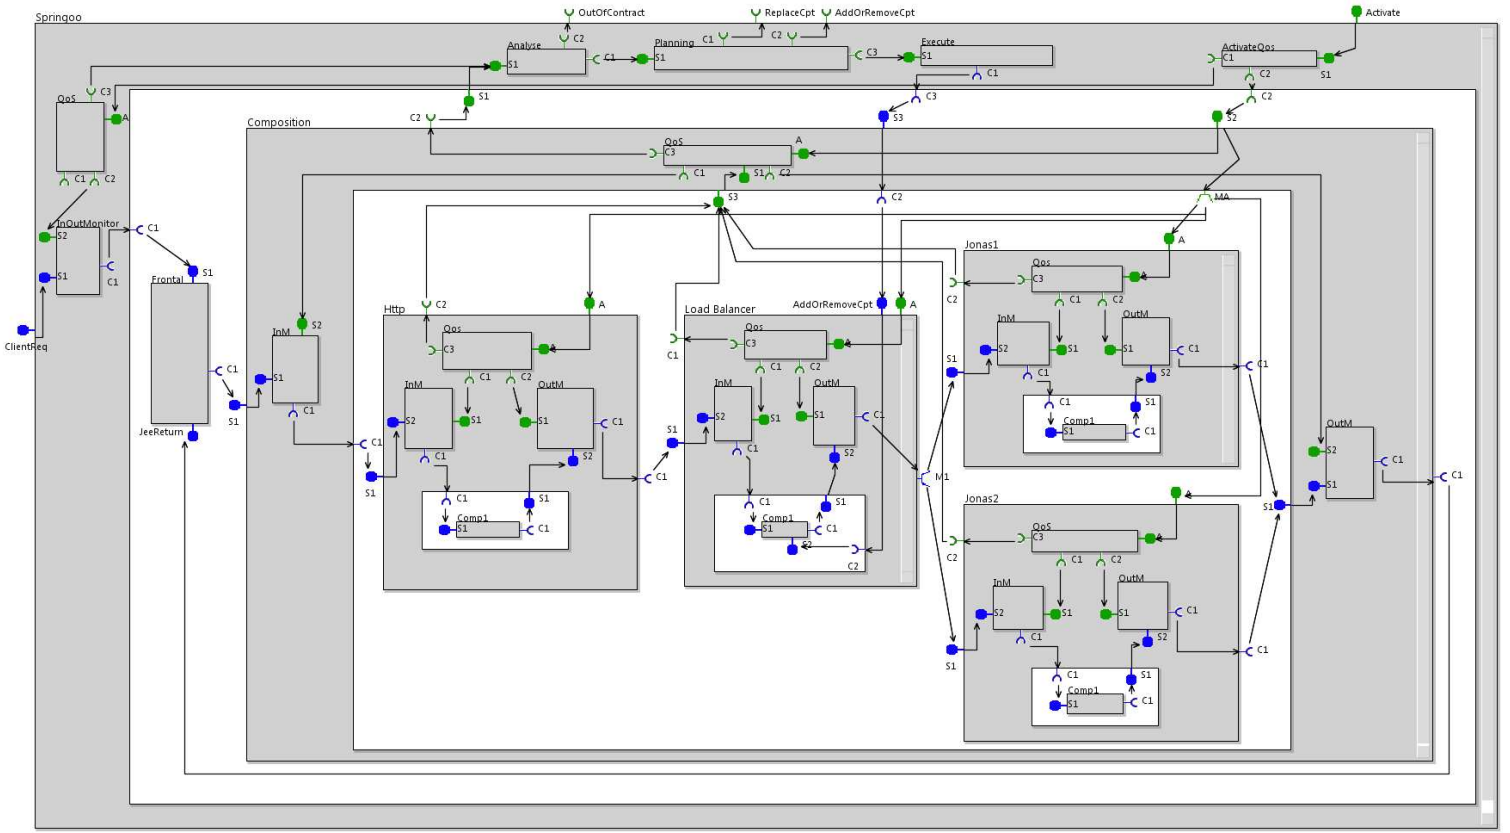 OutOfContract
ReplaceCpt
AddOrRemoveCpt
Activate
Springoo
C2
C1
C2
Analyse
S1
C1
Planning
S1
C3
Execute
S1
C1
ActivateQos
C1
S1
C2
QoS
C3
A
C1
C2
S1
C2
C3
S3
C2
S2
Composition
QoS
C3
A
C1
S1
C2
InOutMonitor
S2
S1
C1
C1
ClientReq
Frontal
S1
C1
JeeReturn
S1
S3
C2
MA
InM
S2
S1
C1
C1
S1
Http
C2
A
Qos
C3
C1
C2
InM
S2
S1
C1
OutM
S1
C1
S2
C1
S1
Comp1
S1
C1
C1
S1
Load Balancer
C1
AddOrRemoveCpt
A
Qos
C3
C1
C2
InM
S2
S1
C1
OutM
S1
C1
S2
C1
S1
Comp1
S1
C1
S2
C2
M1
Jonas1
A
C2
Qos
C3
A
C1
C2
InM
S2
S1
C1
OutM
S1
C1
S2
C1
S1
Comp1
S1
C1
S1
C1
Jonas2
A
C2
QoS
C3
A
C1
C2
InM
S2
S1
C1
OutM
S1
C1
S2
C1
S1
Comp1
S1
C1
S1
C1
S1
OutM
S2
S1
C1
C1